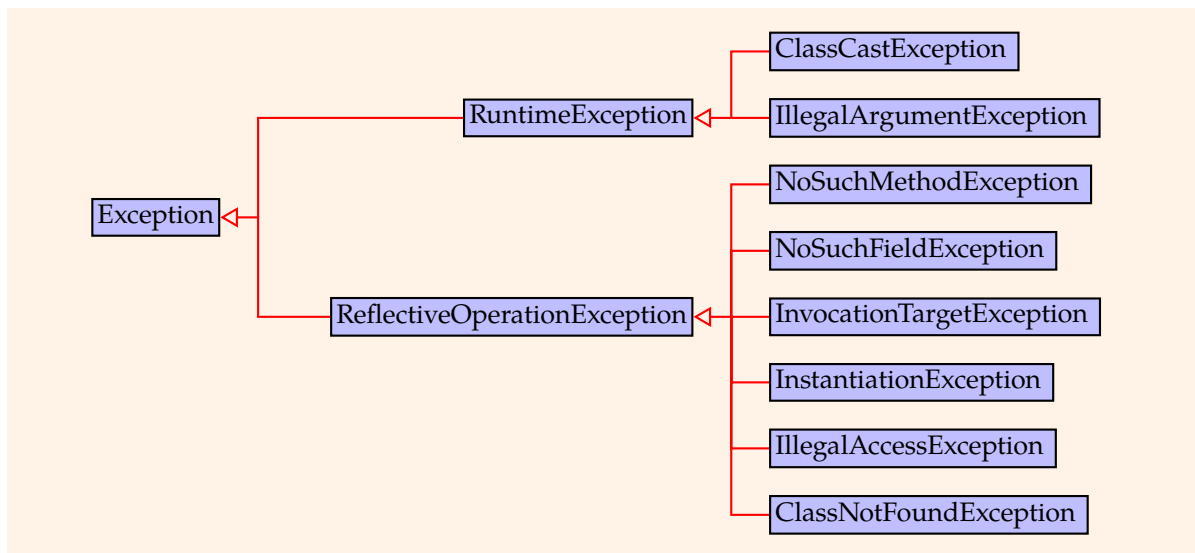 ClassCastException
RuntimeException
IllegalArgumentException
NoSuchMethodException
Exception
NoSuchFieldException
ReflectiveOperationException
InvocationTargetException
InstantiationException
IllegalAccessException
ClassNotFoundException